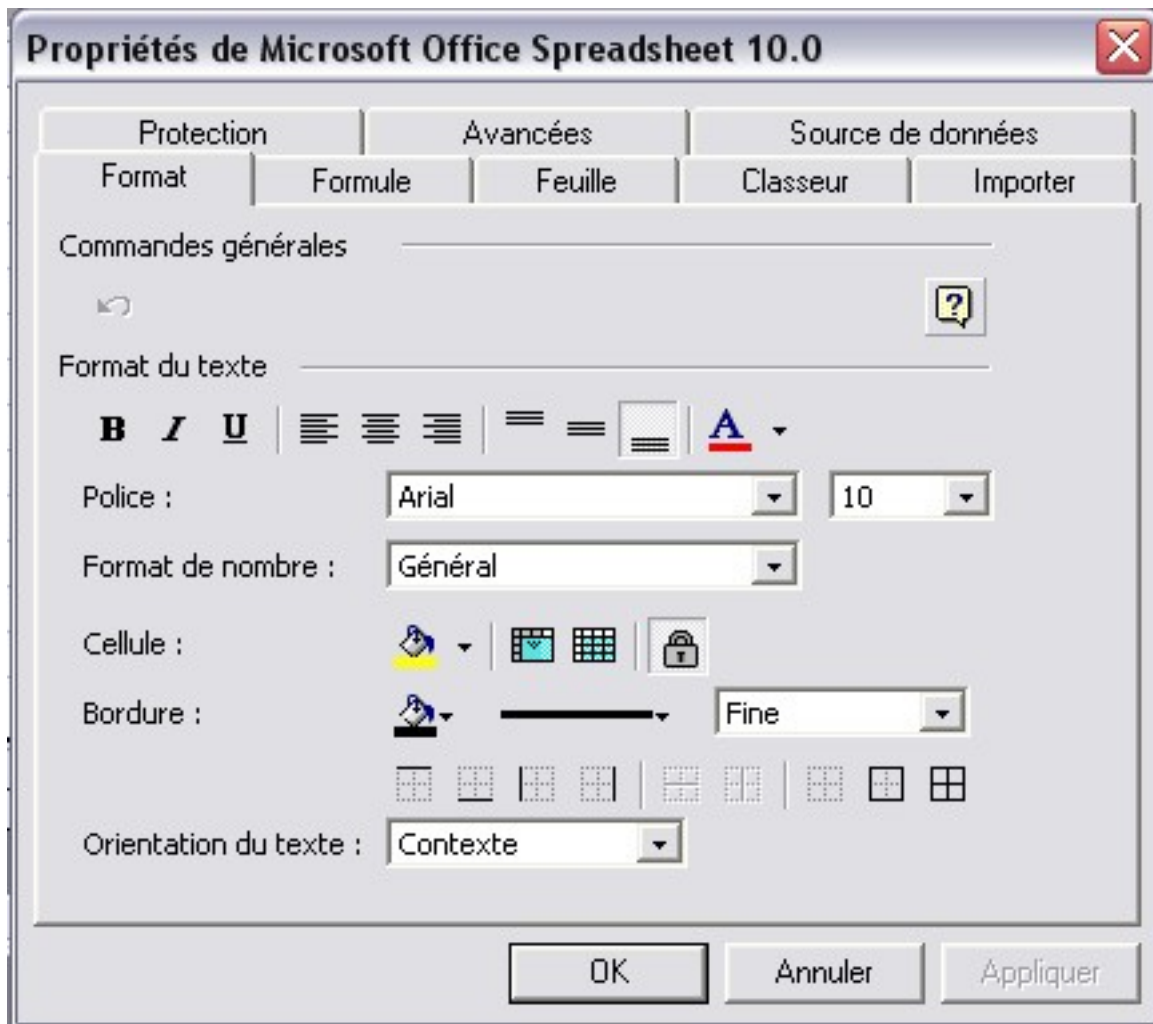 Propriétés de Microsoft Office Spreadsheet 10.0
Protection Avancées Source de données
Format Formule Feuille Classeur Importer
Commandes générales
?
Format du texte
B I U A
Police : Arial 10
Format de nombre : Général
Cellule :
Bordure : Fine
Orientation du texte : Contexte
OK Annuler Appliquer